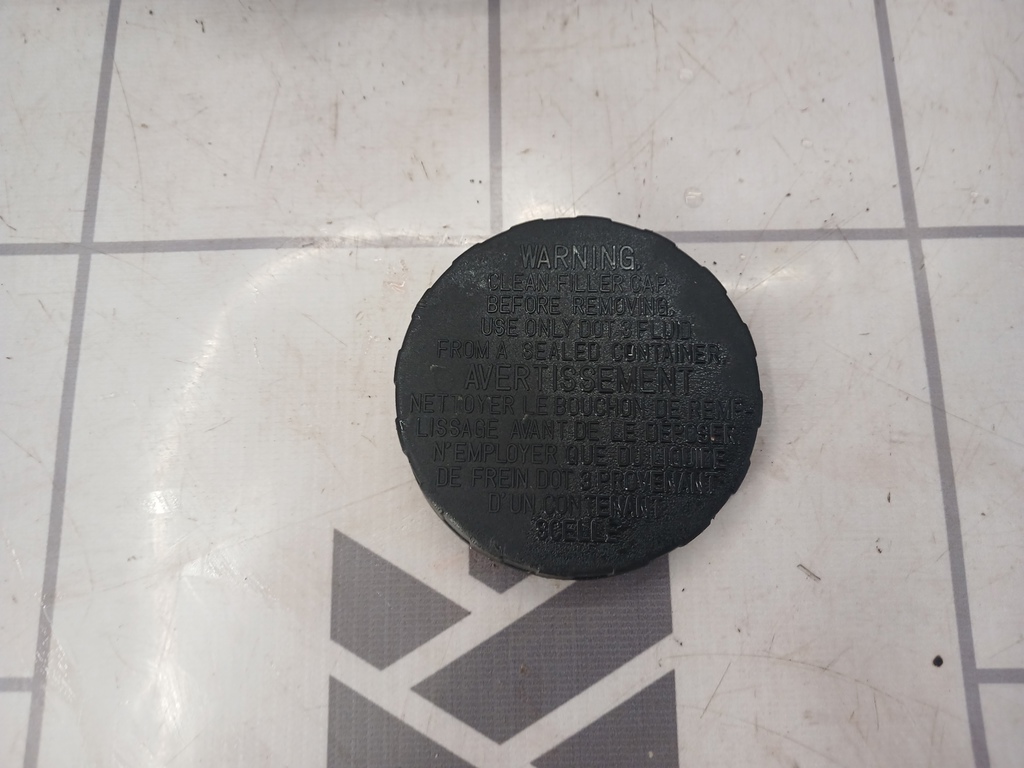 WARNING.
CLEAN FILLER CAP
BEFORE REMOVING.
USE ONLY DOT 3 FLUID
FROM A SEALED CONTAINER.
AVERTISSEMENT
NETTOYER LE BOUCHON DE REMP-
LISSAGE AVANT DE LE DEPOSER
N'EMPLOYER QUE DU LIQUIDE
DE FREIN DOT 3 PROVENANT
D'UN CONTENANT
SCELLE